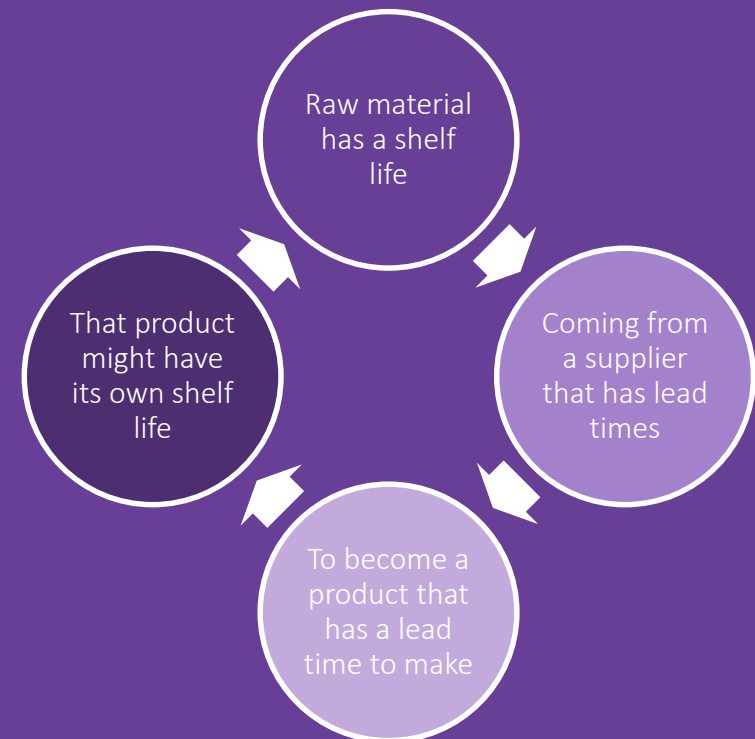 Raw material
has a shelf
life
Coming from
a supplier
that has lead
times
To become a
product that
has a lead
time to make
That product
might have
its own shelf
life